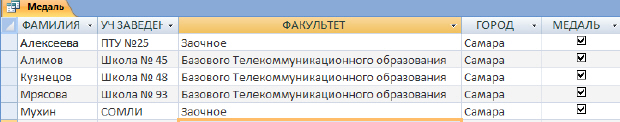 Медаль
ФАМИЛИЯ УЧ ЗАВЕДЕН ФАКУЛЬТЕТ ГОРОД МЕДАЛЬ
Алексеева ПТУ №25 Заочное Самара
Алимов Школа № 45 Базового Телекоммуникационного образования Самара
Кузнецов Школа № 48 Базового Телекоммуникационного образования Самара
Мрясова Школа № 93 Базового Телекоммуникационного образования Самара
Мухин СОМЛИ Заочное Самара